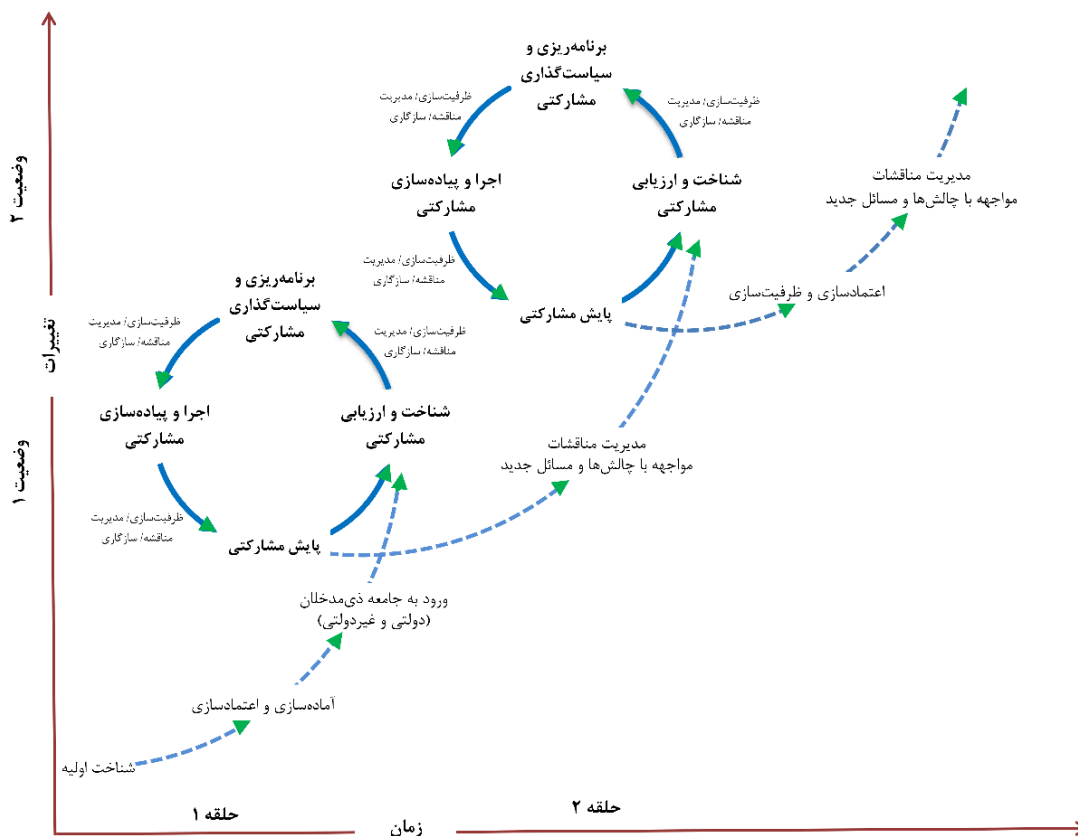 برنامه‌ریزی و
سیاست‌گذاری
مشارکتی
ظرفیت‌سازی/ مدیریت
مناقشه/ سازگاری
ظرفیت‌سازی/ مدیریت
مناقشه/ سازگاری
شناخت و ارزیابی
مشارکتی
اجرا و پیاده‌سازی
مشارکتی
ظرفیت‌سازی/ مدیریت
مناقشه/ سازگاری
پایش مشارکتی
مدیریت مناقشات
مواجهه با چالش‌ها و مسائل جدید
اعتمادسازی و ظرفیت‌سازی
وضعیت ۲
تغییرات
وضعیت ۱
برنامه‌ریزی و
سیاست‌گذاری
مشارکتی
ظرفیت‌سازی/ مدیریت
مناقشه/ سازگاری
ظرفیت‌سازی/ مدیریت
مناقشه/ سازگاری
شناخت و ارزیابی
مشارکتی
اجرا و پیاده‌سازی
مشارکتی
ظرفیت‌سازی/ مدیریت
مناقشه/ سازگاری
پایش مشارکتی
مدیریت مناقشات
مواجهه با چالش‌ها و مسائل جدید
ورود به جامعه ذی‌مدخلان
(دولتی و غیردولتی)
آماده‌سازی و اعتمادسازی
شناخت اولیه
حلقه ۱
حلقه ۲
زمان